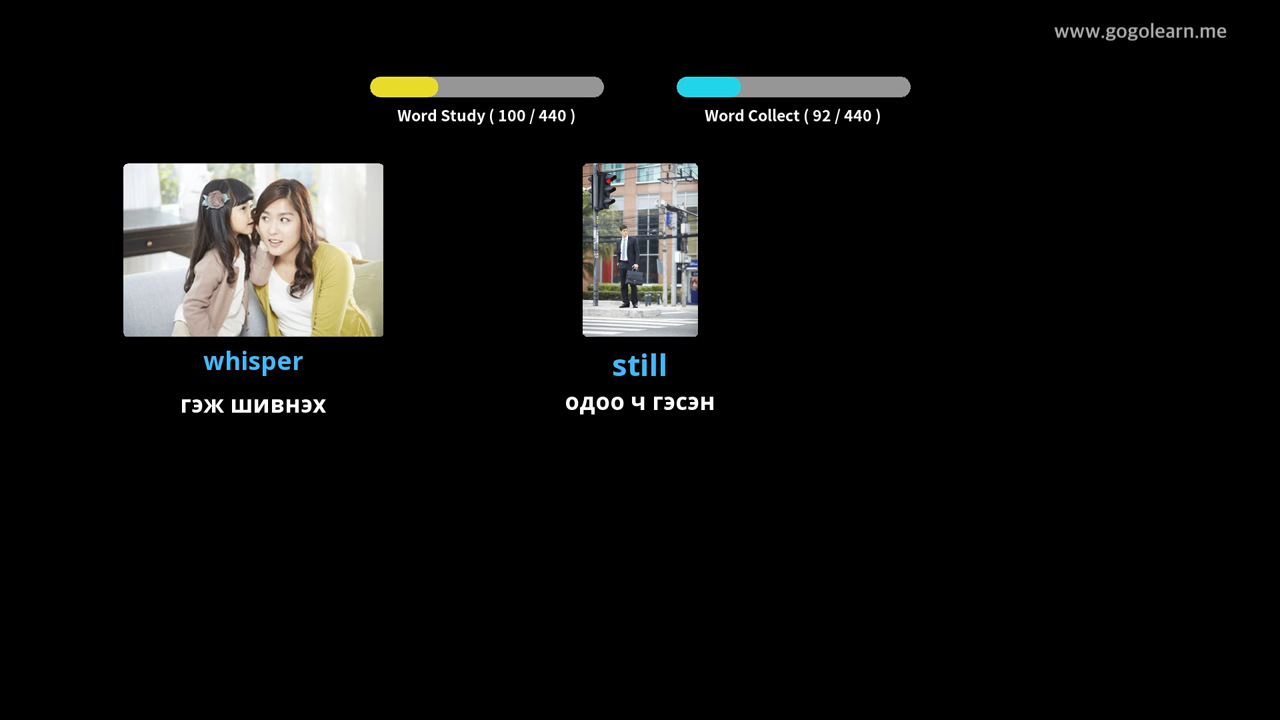 www.gogolearn.me
Word Study ( 100 / 440 )
Word Collect ( 92 / 440 )
whisper
гэж шивнэх
still
одоо ч гэсэн